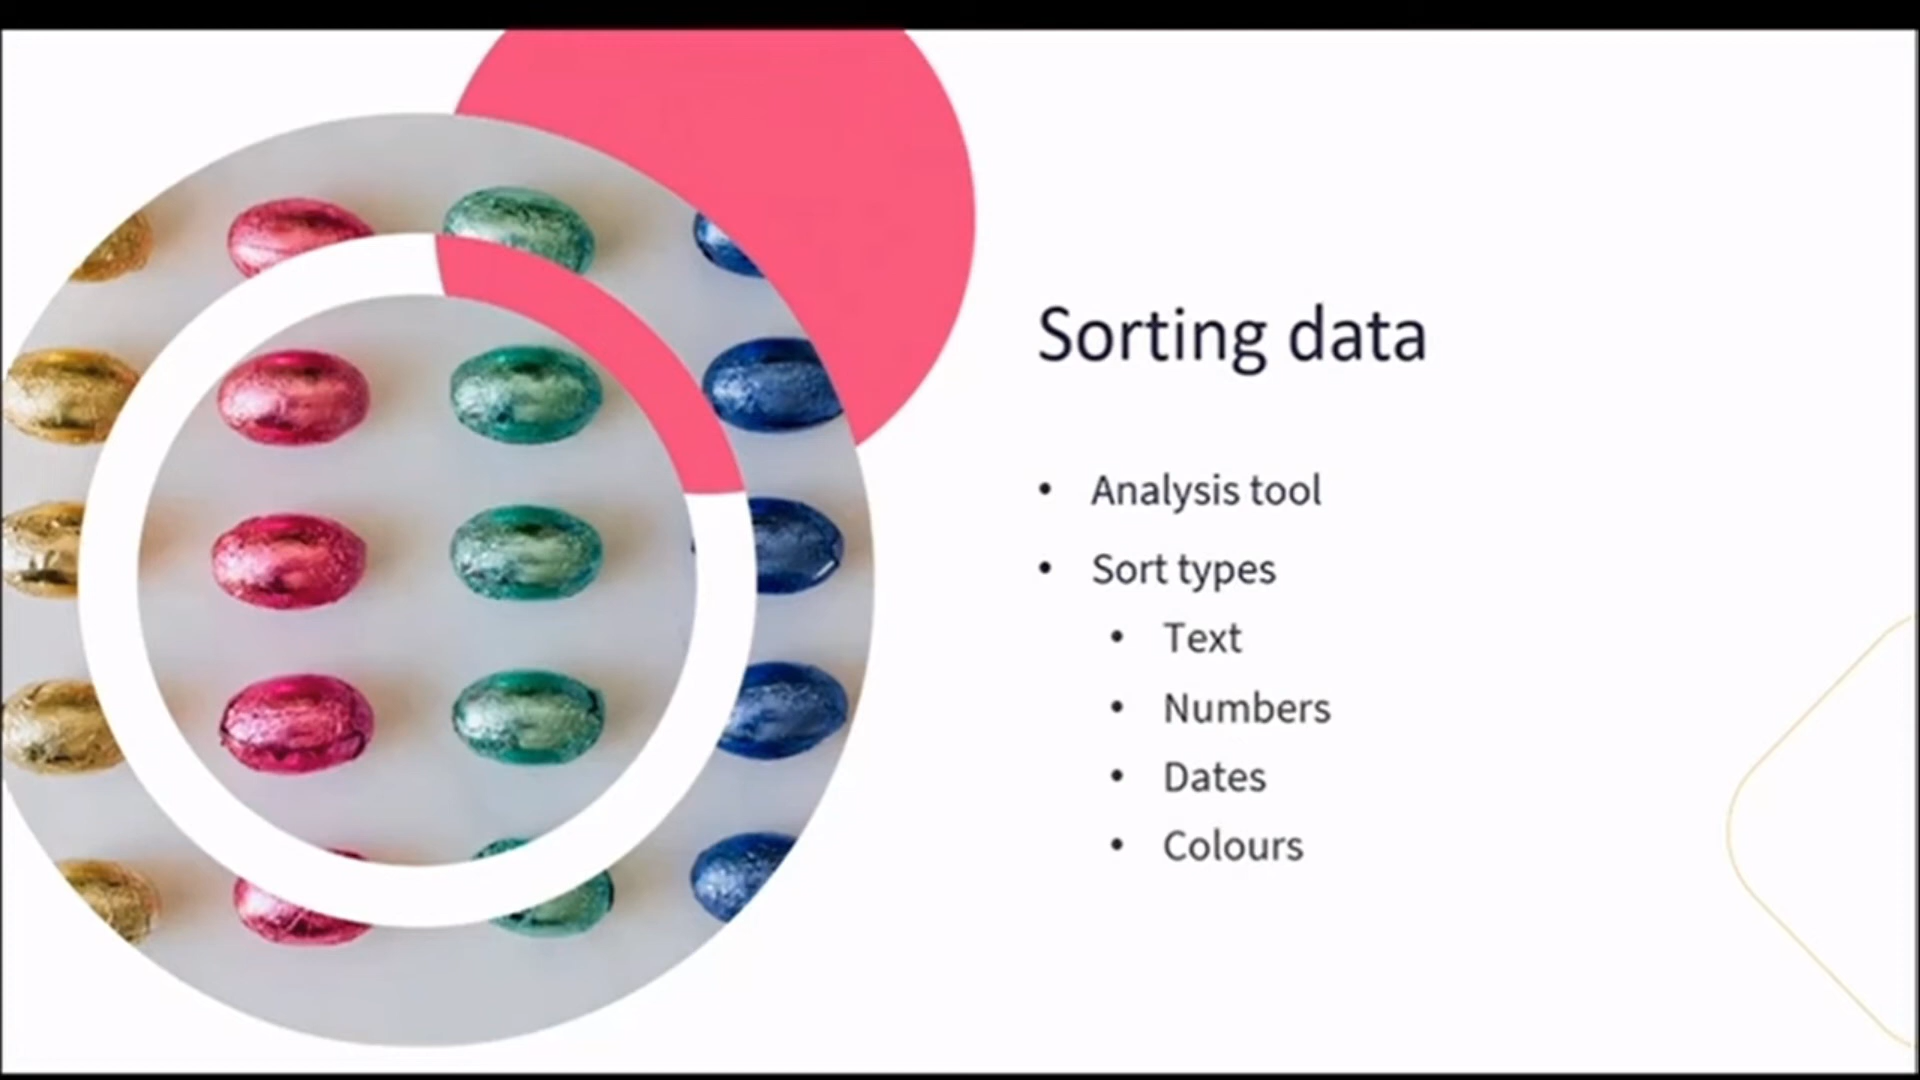 Sorting data
• Analysis tool
• Sort types
• Text
• Numbers
• Dates
• Colours